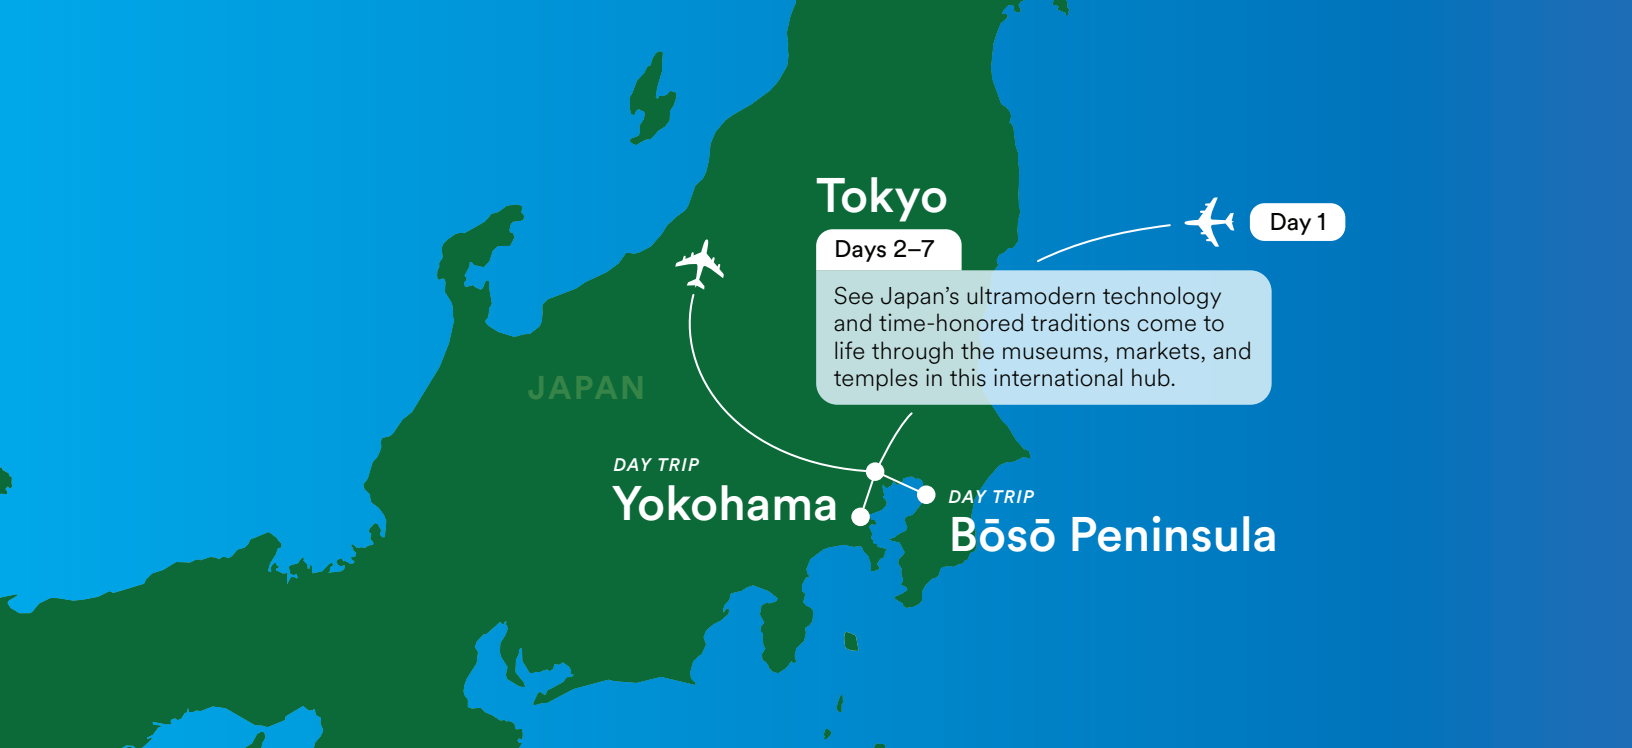 Tokyo
Days 2–7
Day 1
See Japan’s ultramodern technology
and time-honored traditions come to
life through the museums, markets, and
temples in this international hub.
JAPAN
DAY TRIP
Yokohama
DAY TRIP
Bōsō Peninsula